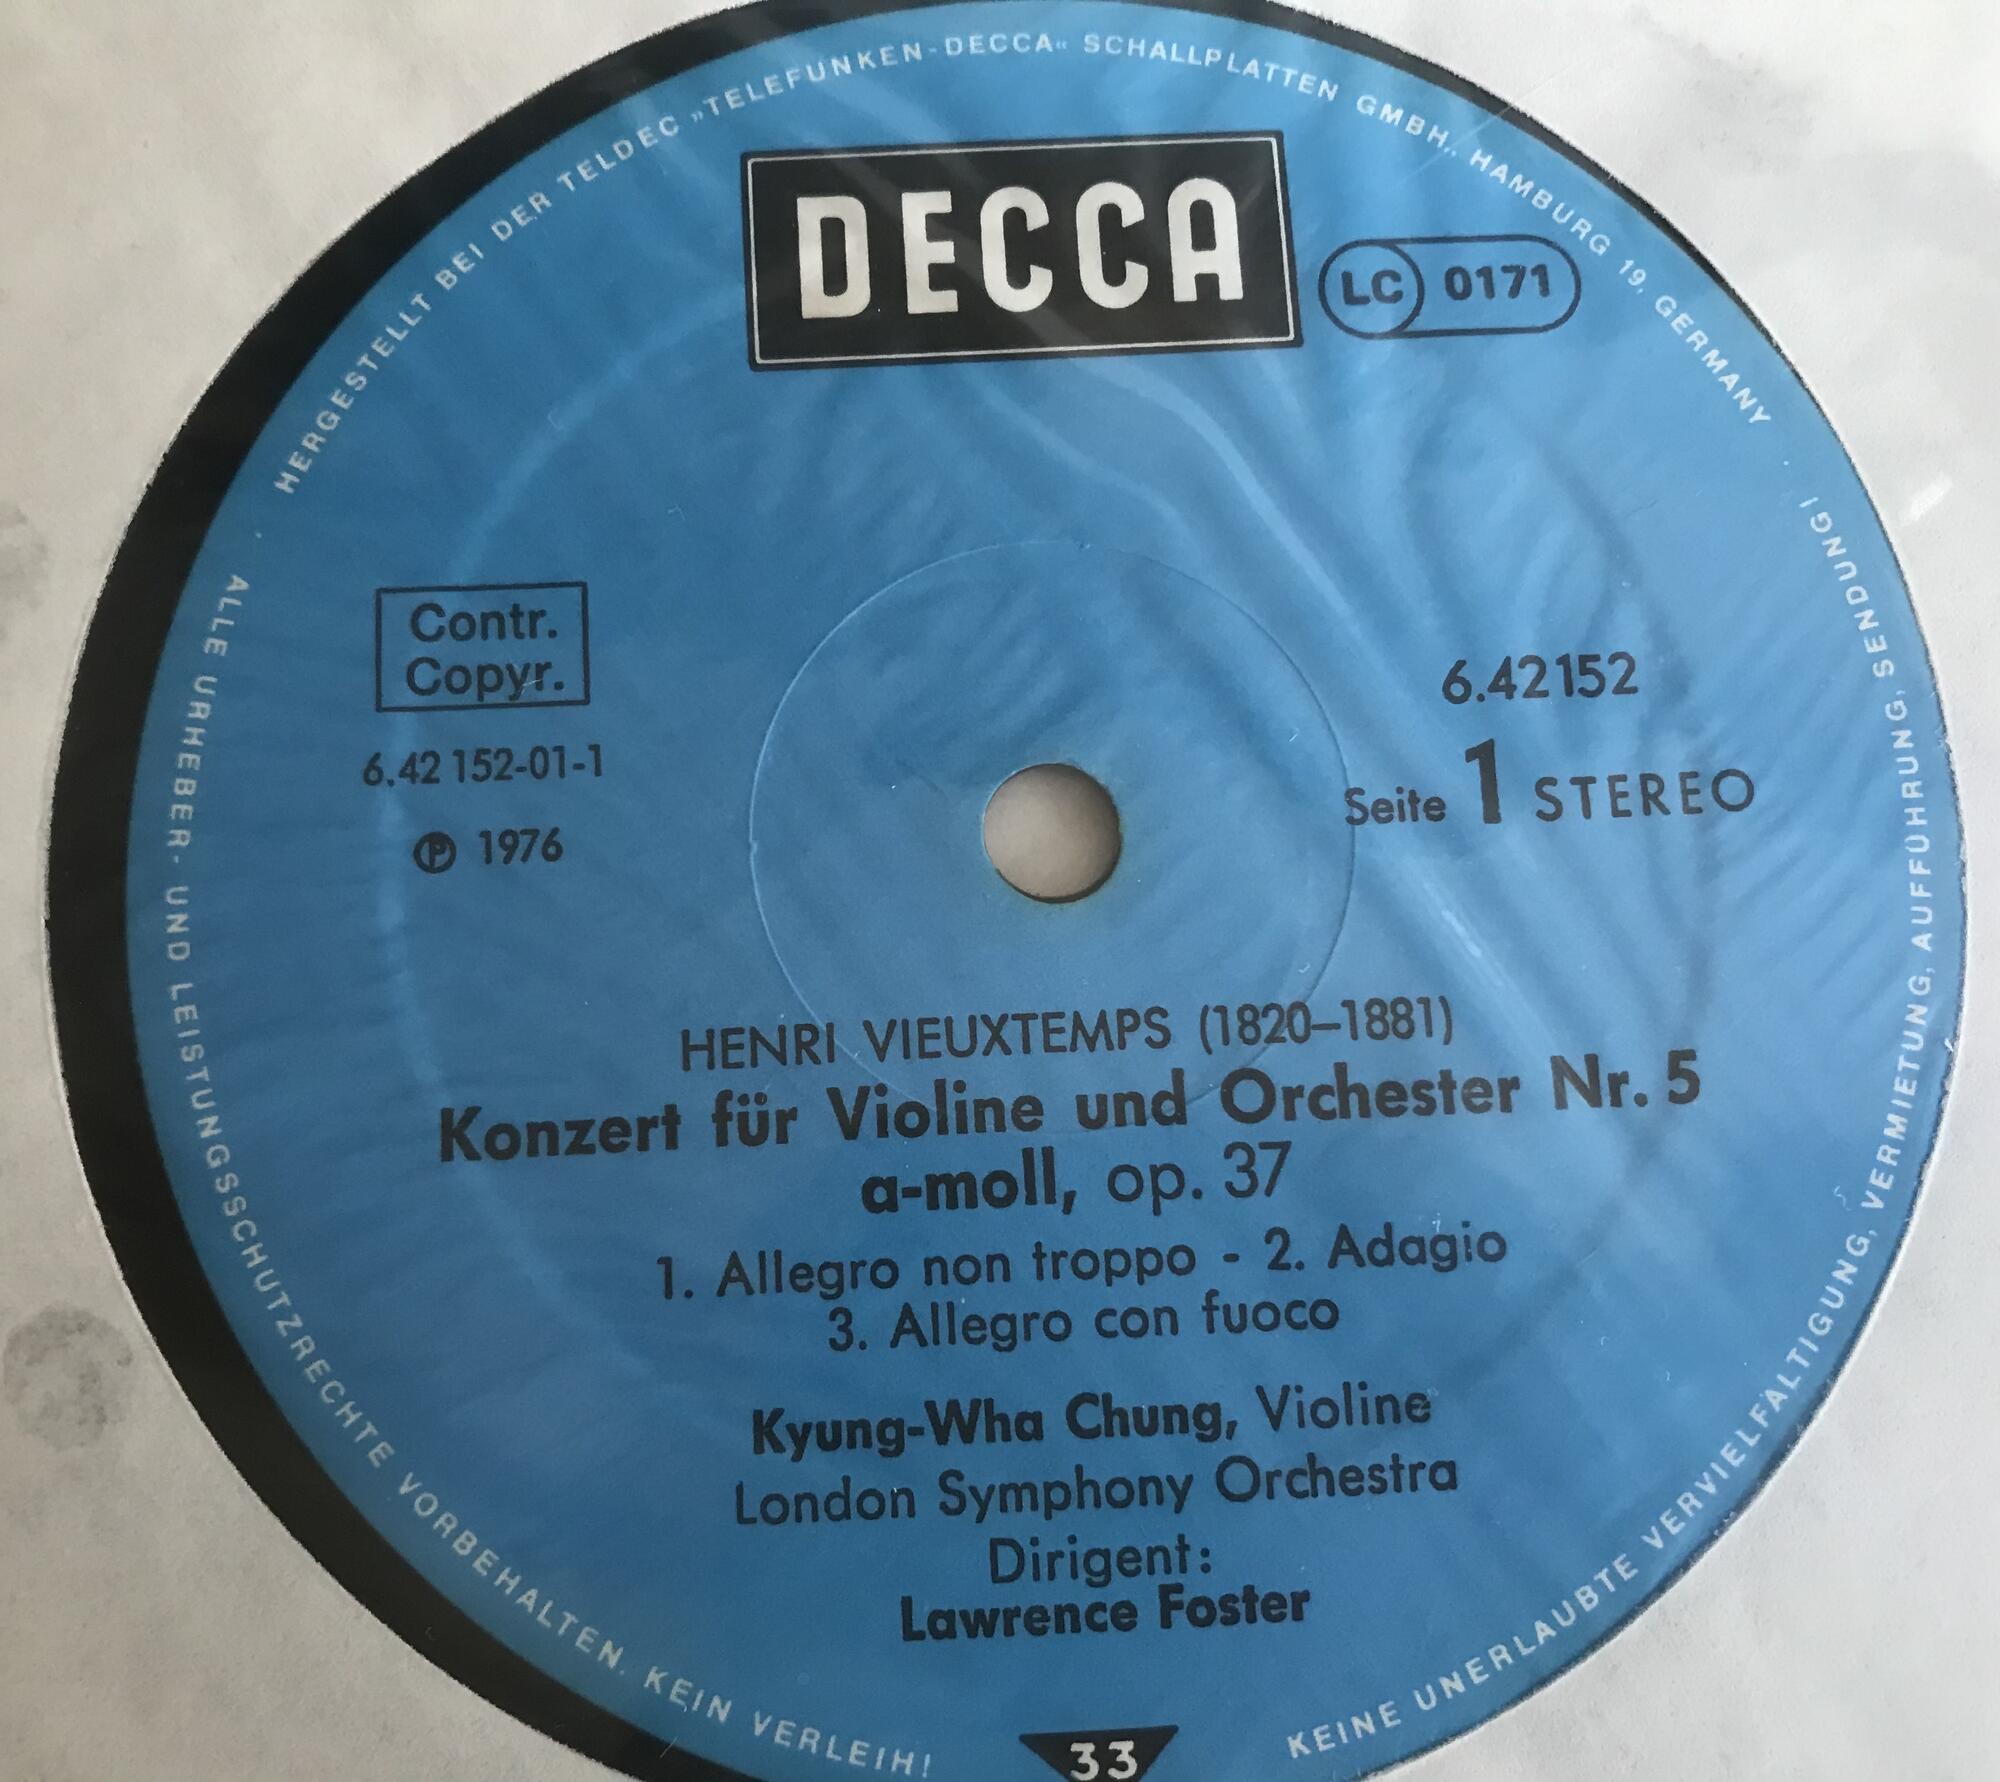 HERGESTELLT BEI DER TELDEC »TELEFUNKEN-DECCA« SCHALLPLATTEN GMBH., HAMBURG 19, GERMANY
DECCA
LC 0171
Contr.
Copyr.
6.42 152-01-1
℗ 1976
6.42152
Seite 1 STEREO
HENRI VIEUXTEMPS (1820–1881)
Konzert für Violine und Orchester Nr. 5
a-moll, op. 37
1. Allegro non troppo - 2. Adagio
3. Allegro con fuoco
Kyung-Wha Chung, Violine
London Symphony Orchestra
Dirigent:
Lawrence Foster
33
ALLE URHEBER- UND LEISTUNGSSCHUTZRECHTE VORBEHALTEN. KEIN VERLEIH!
KEINE UNERLAUBTE VERVIELFÄLTIGUNG, VERMIETUNG, AUFFÜHRUNG, SENDUNG!